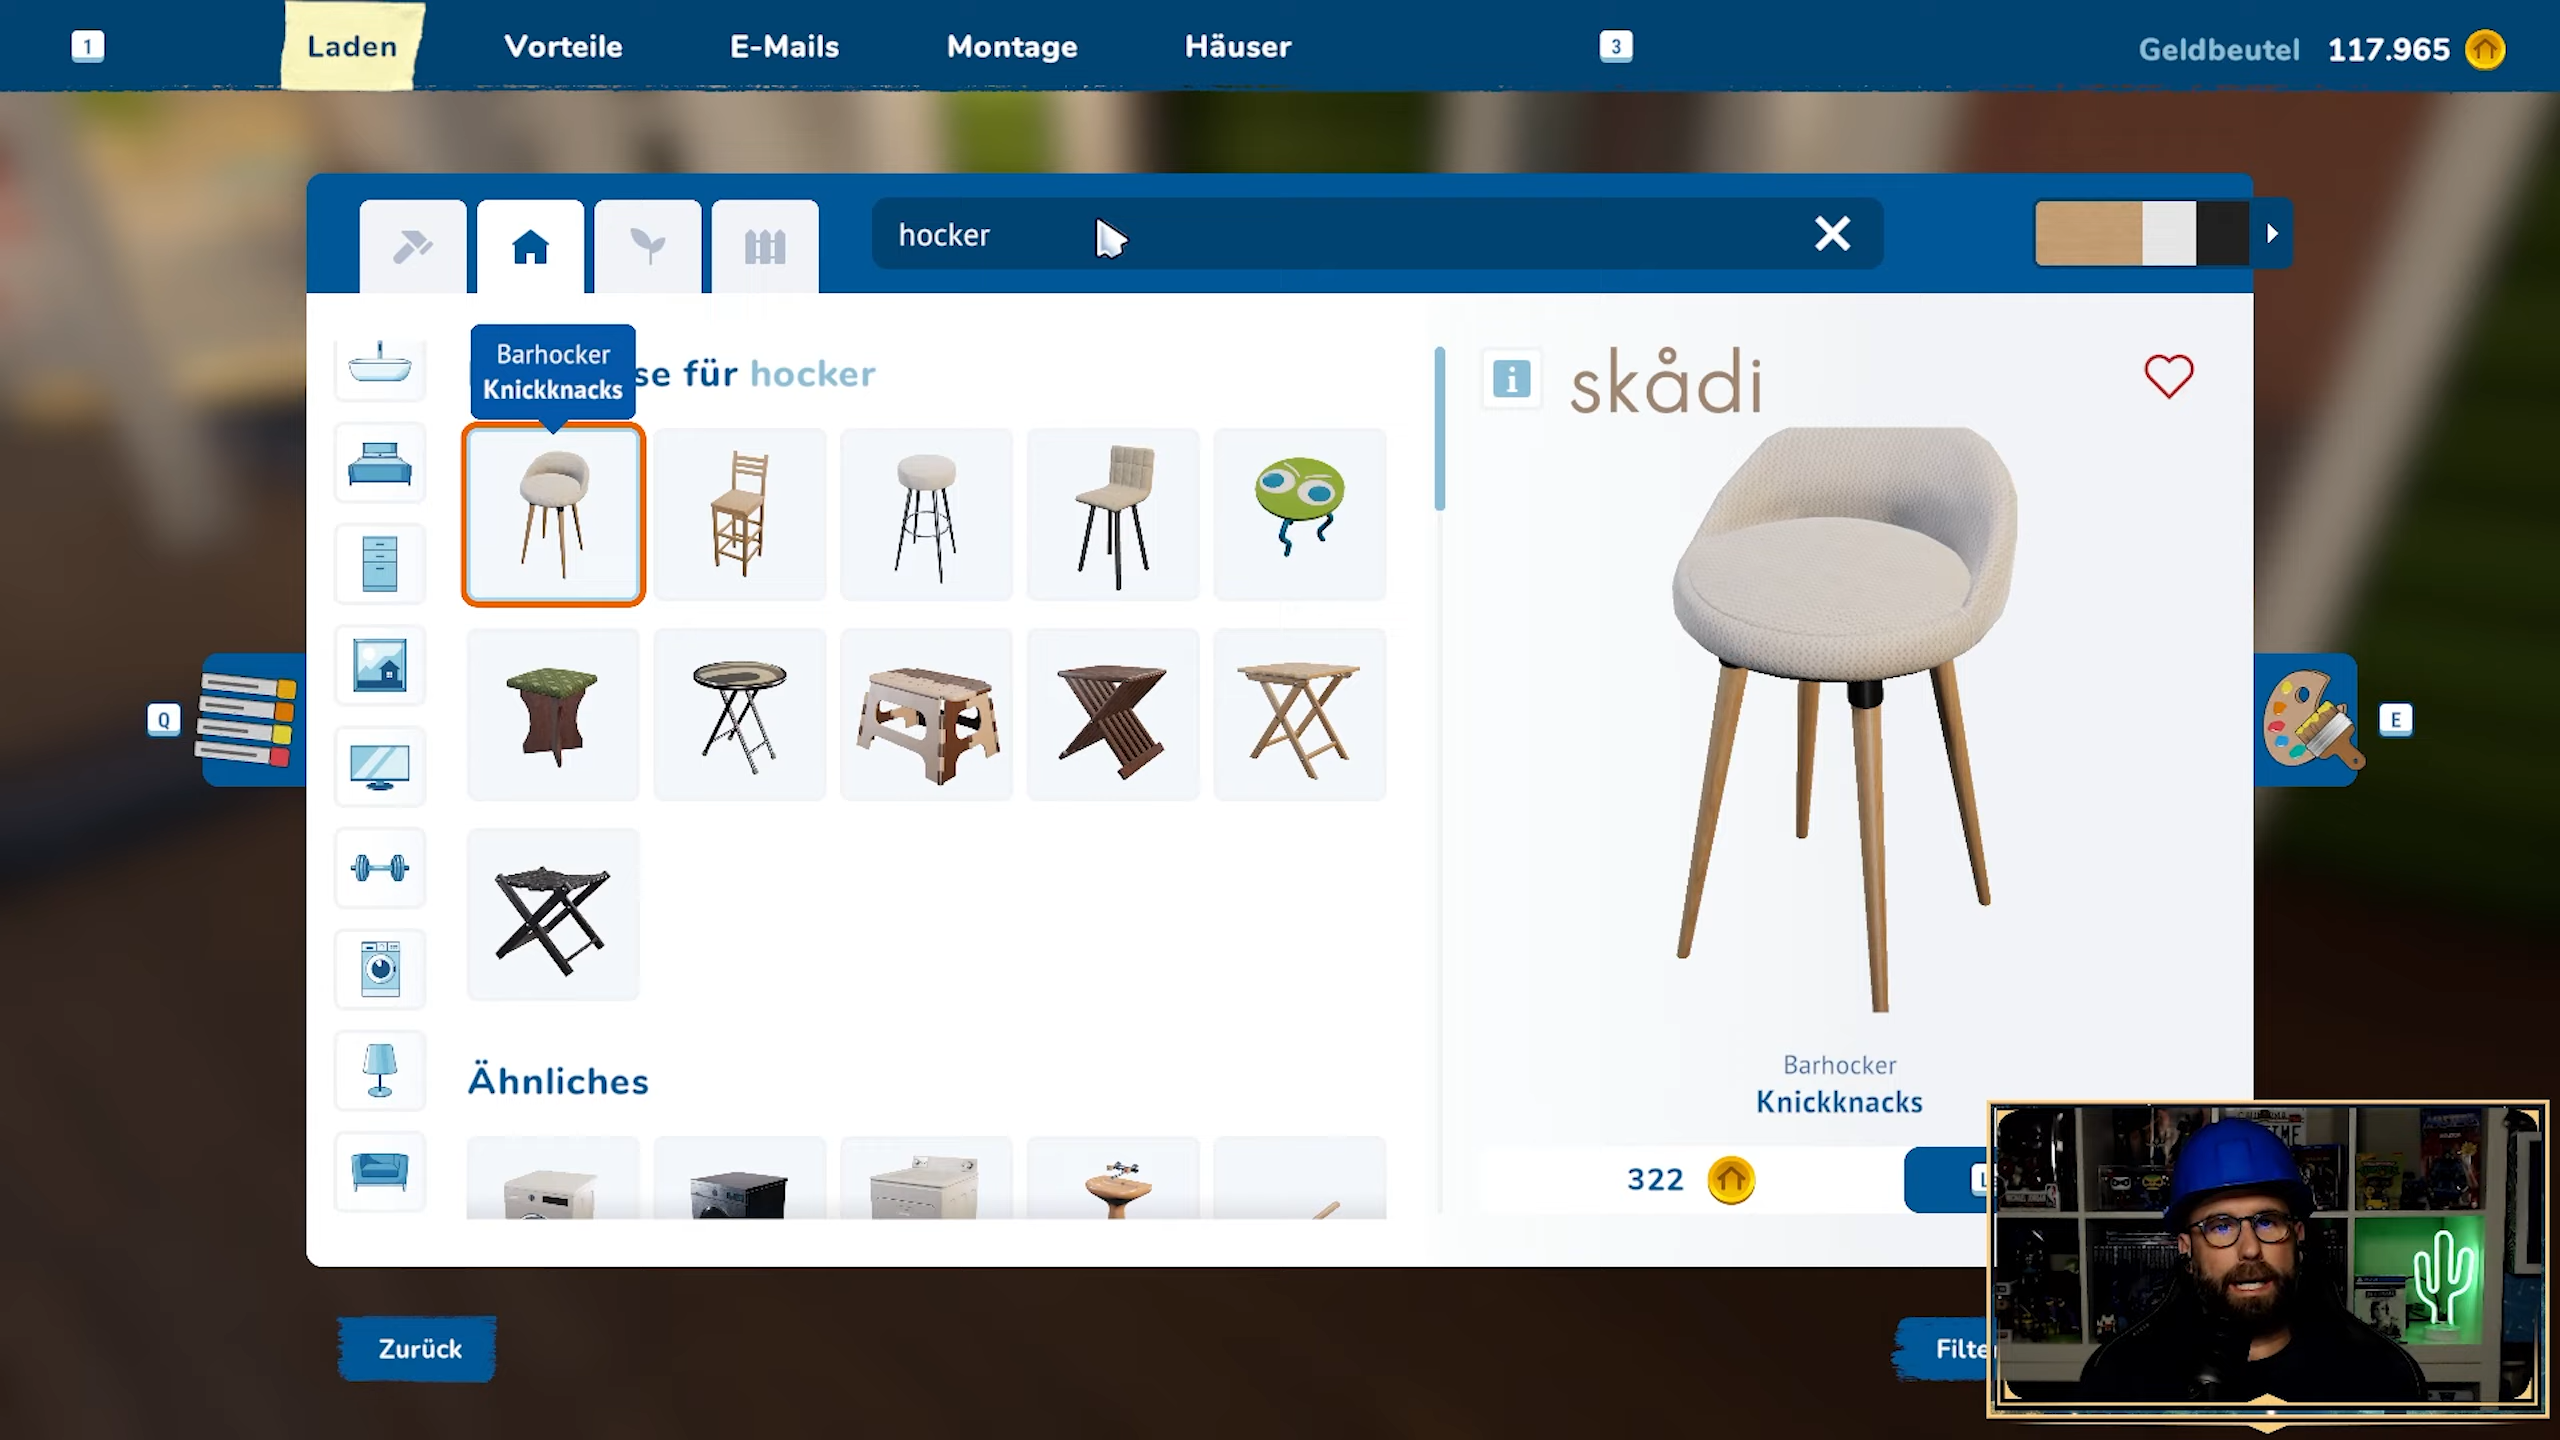 1
Laden
Vorteile
E-Mails
Montage
Häuser
3
Geldbeutel 117.965
hocker
Barhocker
Knickknacks
se für hocker
i
skådi
Q
E
Barhocker
Knickknacks
Ähnliches
322
Zurück
Filte